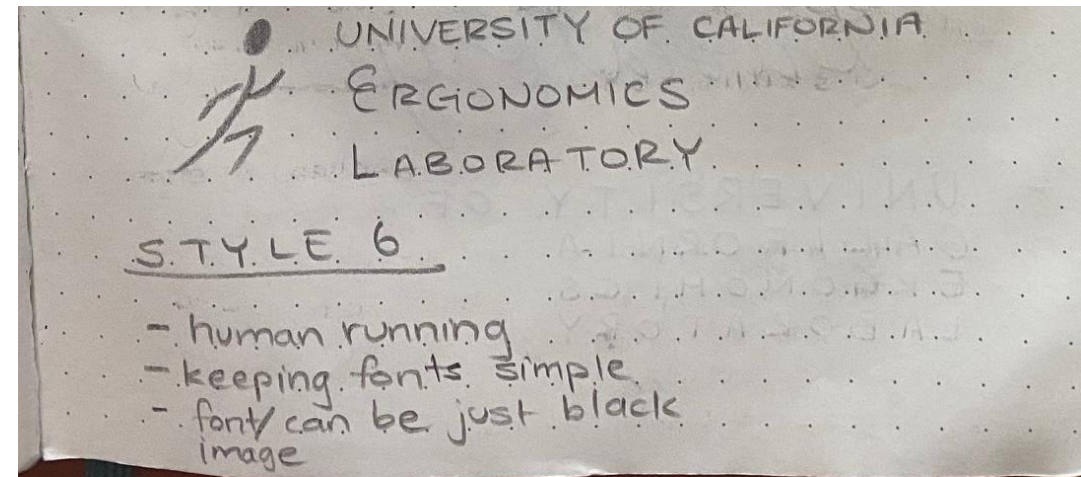 UNIVERSITY OF CALIFORNIA
ERGONOMICS
LABORATORY
STYLE 6
- human running
- keeping fonts simple
- font/ can be just black
image